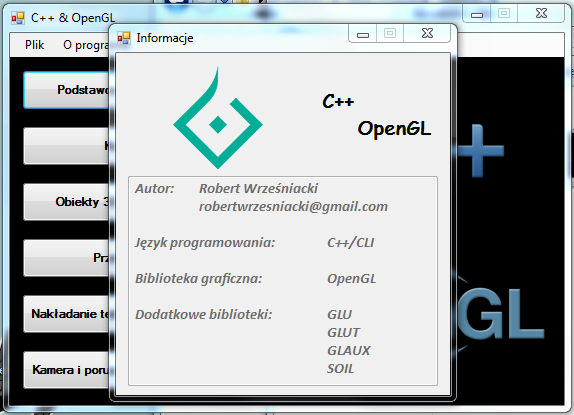 C++ & OpenGL
Plik O progra
Informacje
C++
OpenGL
Podstawo
Obiekty 3
Prz
Nakładanie te
Kamera i poru
Autor: Robert Wrześniacki
robertwrzesniacki@gmail.com
Język programowania: C++/CLI
Biblioteka graficzna: OpenGL
Dodatkowe biblioteki: GLU
GLUT
GLAUX
SOIL
+
GL